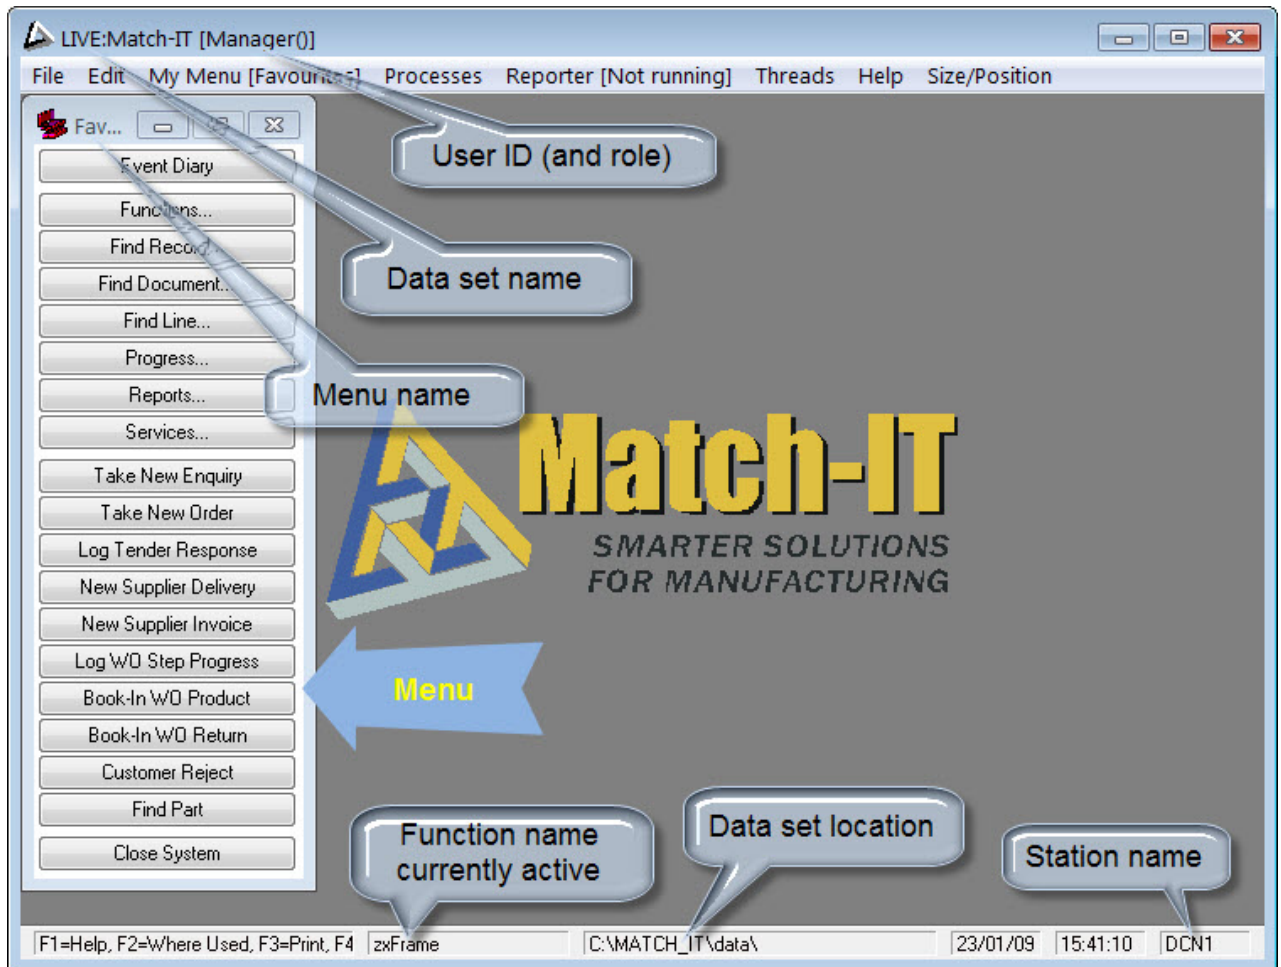 LIVE:Match-IT [Manager()]
File Edit My Menu [Favourites] Processes Reporter [Not running] Threads Help Size/Position
Fav...
Event Diary
User ID (and role)
Functions...
Find Record...
Data set name
Find Document...
Find Line...
Progress...
Reports...
Menu name
Services...
Match-IT
Take New Enquiry
Take New Order
SMARTER SOLUTIONS
Log Tender Response
FOR MANUFACTURING
New Supplier Delivery
New Supplier Invoice
Log WO Step Progress
Menu
Book-In WO Product
Book-In WO Return
Customer Reject
Find Part
Close System
Function name
currently active
Data set location
Station name
F1=Help, F2=Where Used, F3=Print, F4 zxFrame C:\MATCH_IT\data\ 23/01/09 15:41:10 DCN1